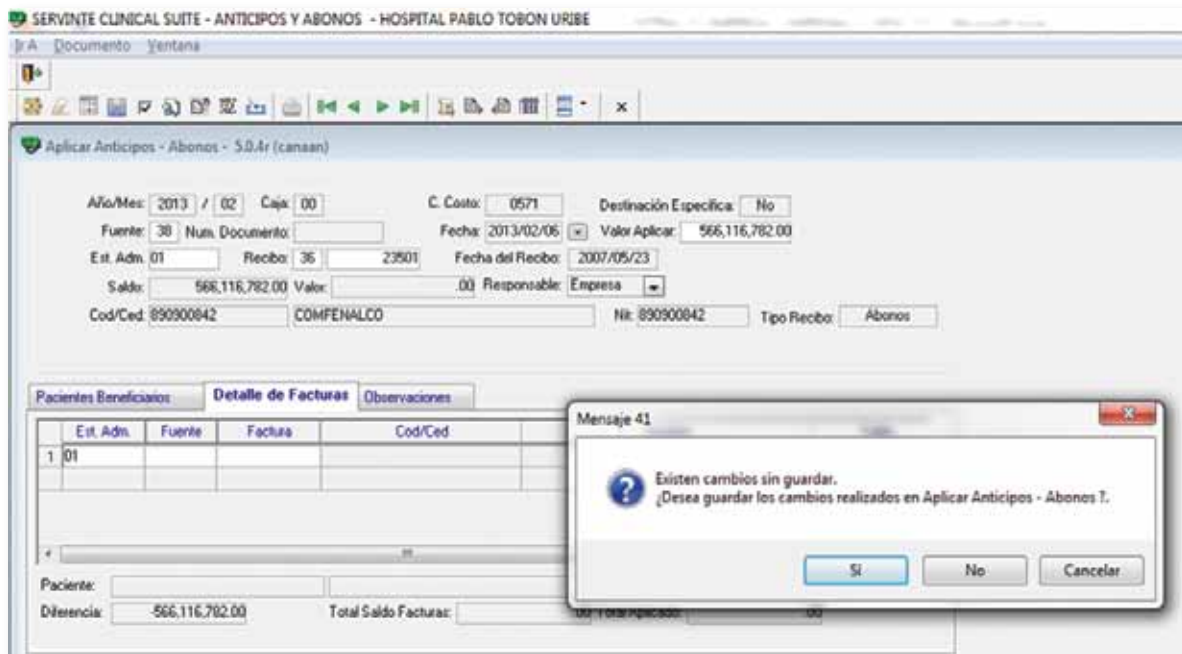 SERVINTE CLINICAL SUITE - ANTICIPOS Y ABONOS - HOSPITAL PABLO TOBON URIBE
Ir A Documento Ventana
Aplicar Anticipos - Abonos - 5.0.4r (canaan)
Año/Mes: 2013 / 02 Caja: 00 C. Costo: 0571 Destinación Especifica: No
Fuente: 38 Num. Documento: Fecha: 2013/02/06 Valor Aplicar: 566,116,782.00
Est. Adm. 01 Recibo: 36 23501 Fecha del Recibo: 2007/05/23
Saldo: 566,116,782.00 Valor: .00 Responsable: Empresa
Cod/Ced: 890900842 COMFENALCO Nit: 890900842 Tipo Recibo: Abonos
Pacientes Beneficiarios Detalle de Facturas Observaciones
Est. Adm. Fuente Factura Cod/Ced
1 01
Mensaje 41
Existen cambios sin guardar.
¿Desea guardar los cambios realizados en Aplicar Anticipos - Abonos ?.
Sí No Cancelar
Paciente:
Diferencia: -566,116,782.00 Total Saldo Facturas: .00 Total Aplicado: .00